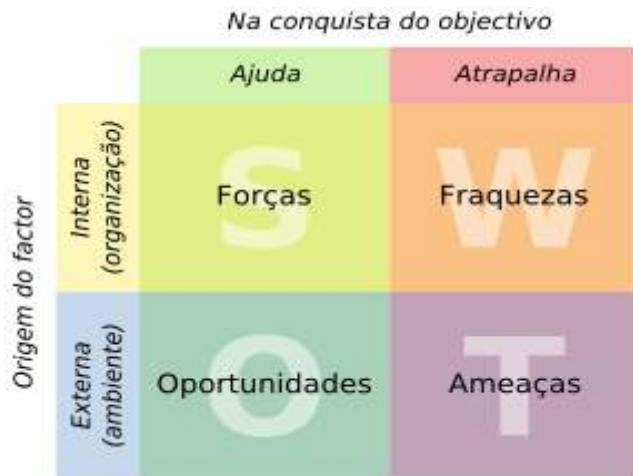 Na conquista do objectivo
Ajuda
Atrapalha
Origem do factor
Interna
(organização)
S
Forças
W
Fraquezas
Externa
(ambiente)
O
Oportunidades
T
Ameaças